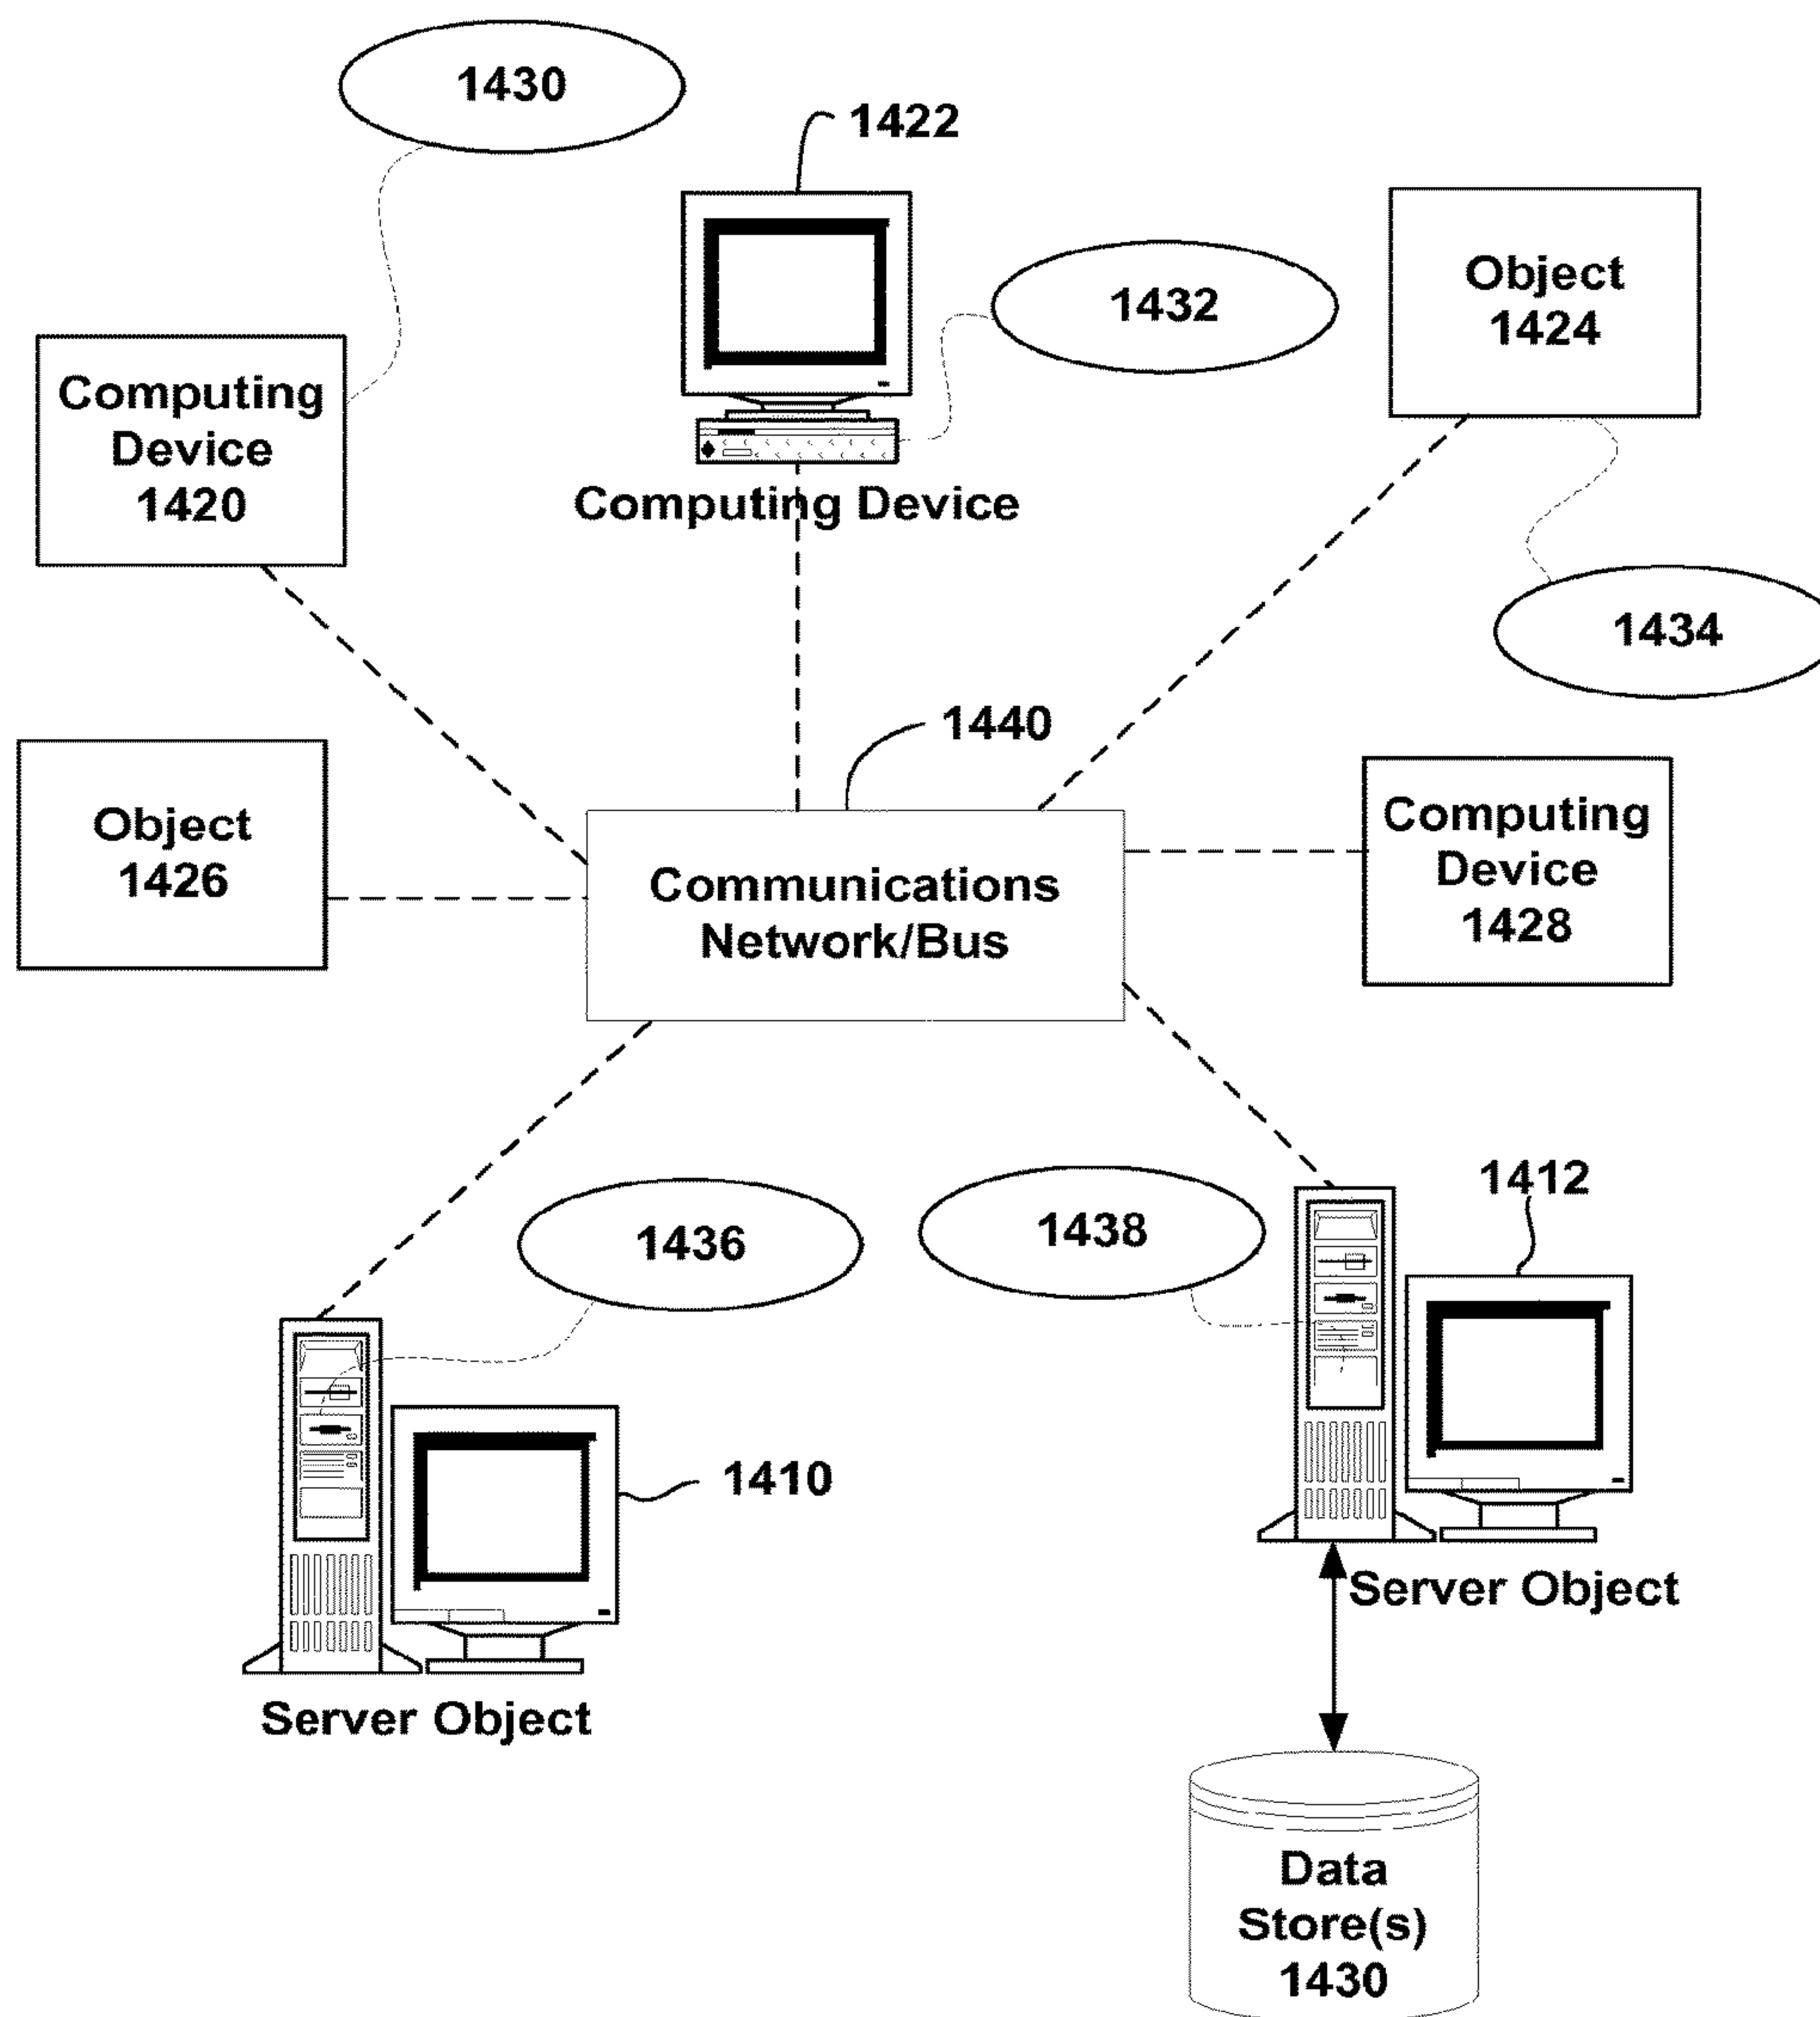 1430
1422
1432
Object
1424
Computing
Device
1420
Computing Device
1434
1440
Object
1426
Communications
Network/Bus
Computing
Device
1428
1436
1438
1412
1410
Server Object
Server Object
Data
Store(s)
1430